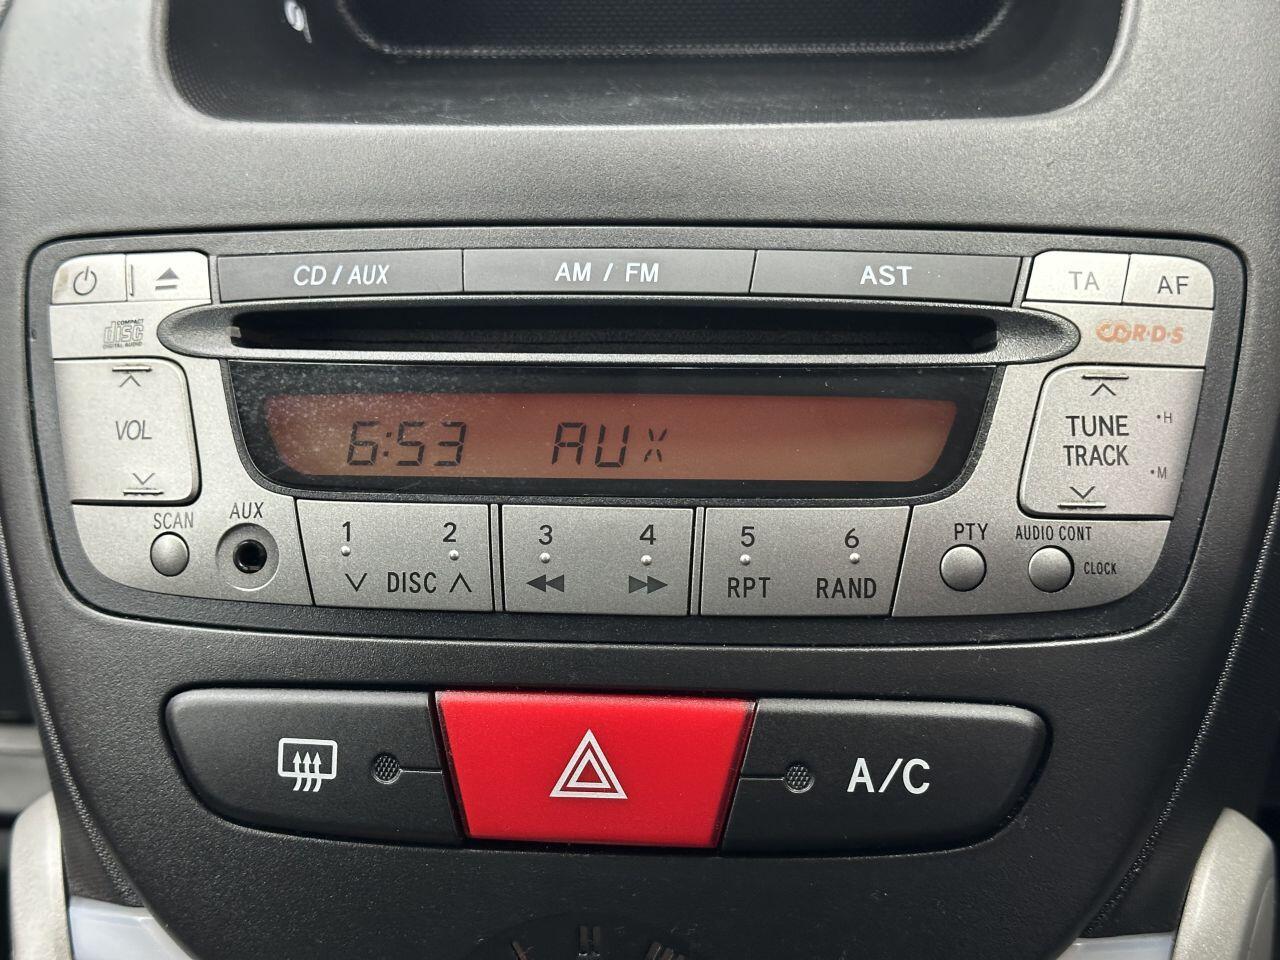 CD / AUX
AM / FM
AST
TA
AF
COMPACT
disc
DIGITAL AUDIO
R·D·S
VOL
6:53 AUX
TUNE
TRACK
•H
•M
SCAN
AUX
1
2
DISC
3
4
5
RPT
6
RAND
PTY
AUDIO CONT
CLOCK
A/C